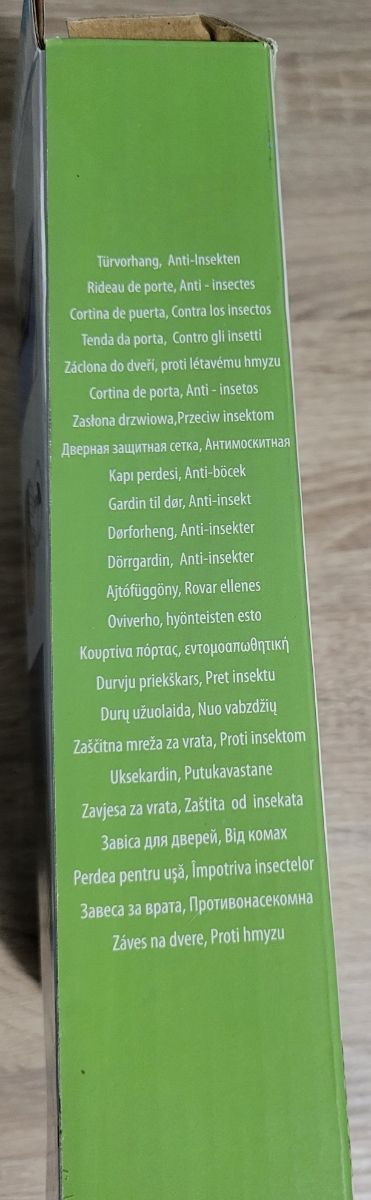 Türvorhang, Anti-Insekten
Rideau de porte, Anti - insectes
Cortina de puerta, Contra los insectos
Tenda da porta, Contro gli insetti
Záclona do dveří, proti létavému hmyzu
Cortina de porta, Anti - insetos
Zasłona drzwiowa,Przeciw insektom
Дверная защитная сетка, Антимоскитная
Kapı perdesi, Anti-böcek
Gardin til dør, Anti-insekt
Dørforheng, Anti-insekter
Dörrgardin, Anti-insekter
Ajtófüggöny, Rovar ellenes
Oviverho, hyönteisten esto
Κουρτίνα πόρτας, εντομοαπωθητική
Durvju priekškars, Pret insektu
Durų užuolaida, Nuo vabzdžių
Zaščitna mreža za vrata, Proti insektom
Uksekardin, Putukavastane
Zavjesa za vrata, Zaštita od insekata
Завіса для дверей, Від комах
Perdea pentru uşă, Împotriva insectelor
Завеса за врата, Противонасекомна
Záves na dvere, Proti hmyzu